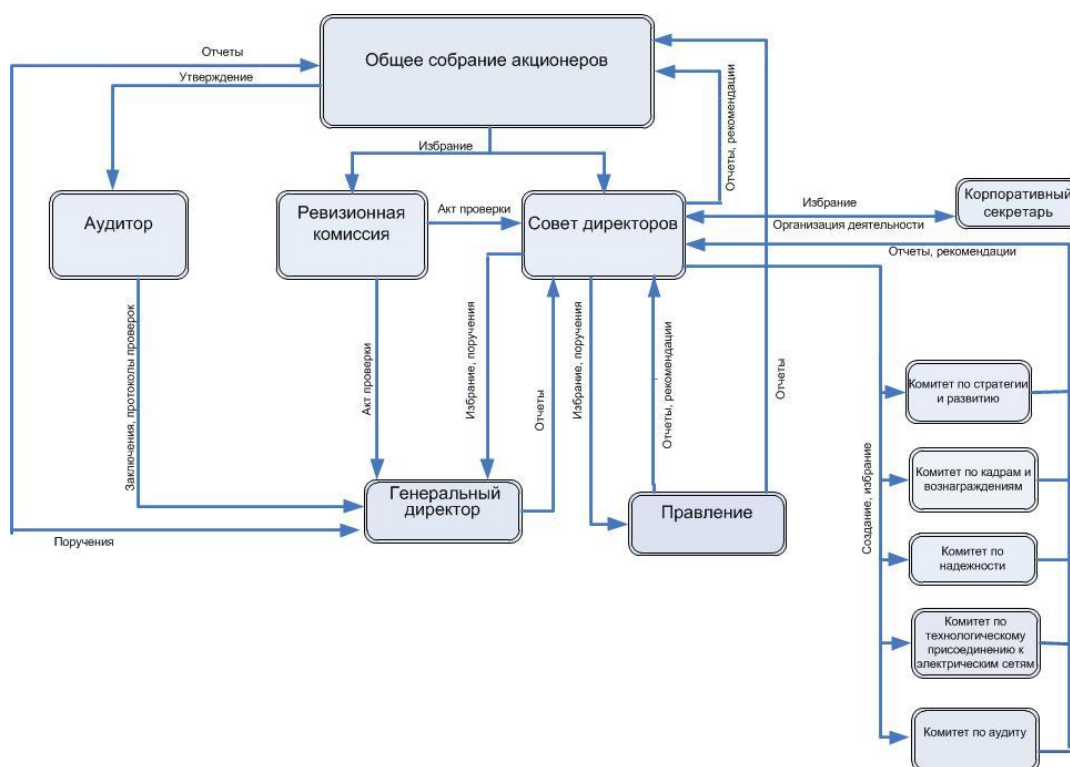 Общее собрание акционеров
Отчеты
Утверждение
Избрание
Отчеты, рекомендации
Аудитор
Ревизионная
комиссия
Акт проверки
Совет директоров
Избрание
Организация деятельности
Корпоративный
секретарь
Отчеты, рекомендации
Заключения, протоколы проверок
Акт проверки
Избрание, поручения
Отчеты
Избрание, поручения
Отчеты, рекомендации
Отчеты
Создание, избрание
Комитет по стратегии
и развитию
Комитет по кадрам и
вознаграждениям
Комитет по
надежности
Комитет по
технологическому
присоединению к
электрическим сетям
Комитет по аудиту
Генеральный
директор
Правление
Поручения